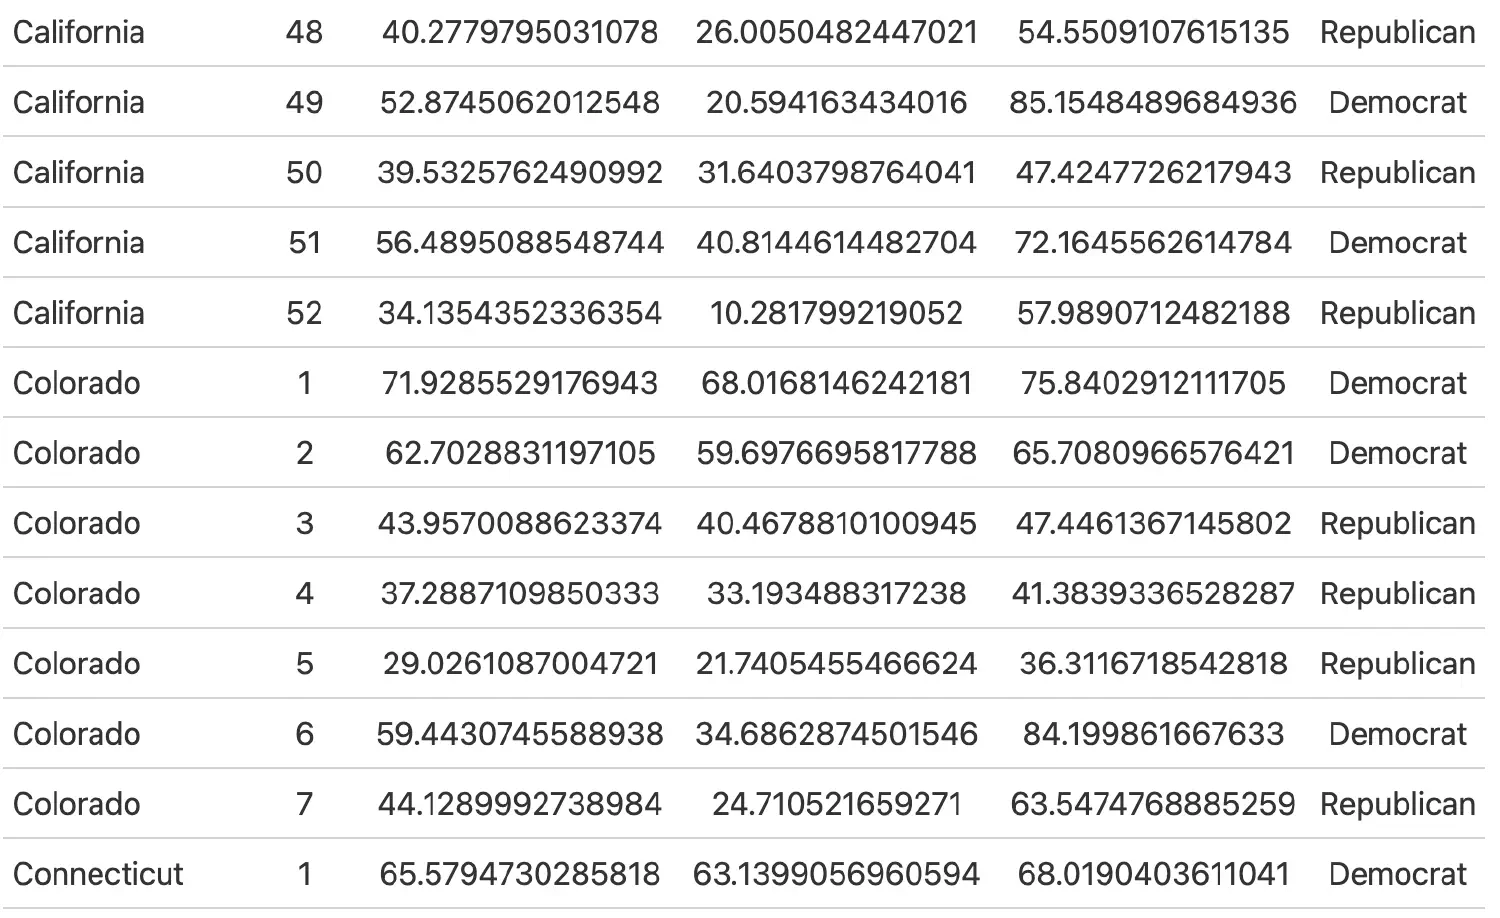 California 48 40.2779795031078 26.0050482447021 54.5509107615135 Republican
California 49 52.8745062012548 20.594163434016 85.1548489684936 Democrat
California 50 39.5325762490992 31.6403798764041 47.4247726217943 Republican
California 51 56.4895088548744 40.8144614482704 72.1645562614784 Democrat
California 52 34.1354352336354 10.281799219052 57.9890712482188 Republican
Colorado 1 71.9285529176943 68.0168146242181 75.8402912111705 Democrat
Colorado 2 62.7028831197105 59.6976695817788 65.7080966576421 Democrat
Colorado 3 43.9570088623374 40.4678810100945 47.4461367145802 Republican
Colorado 4 37.2887109850333 33.193488317238 41.3839336528287 Republican
Colorado 5 29.0261087004721 21.7405455466624 36.3116718542818 Republican
Colorado 6 59.4430745588938 34.6862874501546 84.199861667633 Democrat
Colorado 7 44.1289992738984 24.710521659271 63.5474768885259 Republican
Connecticut 1 65.5794730285818 63.1399056960594 68.0190403611041 Democrat